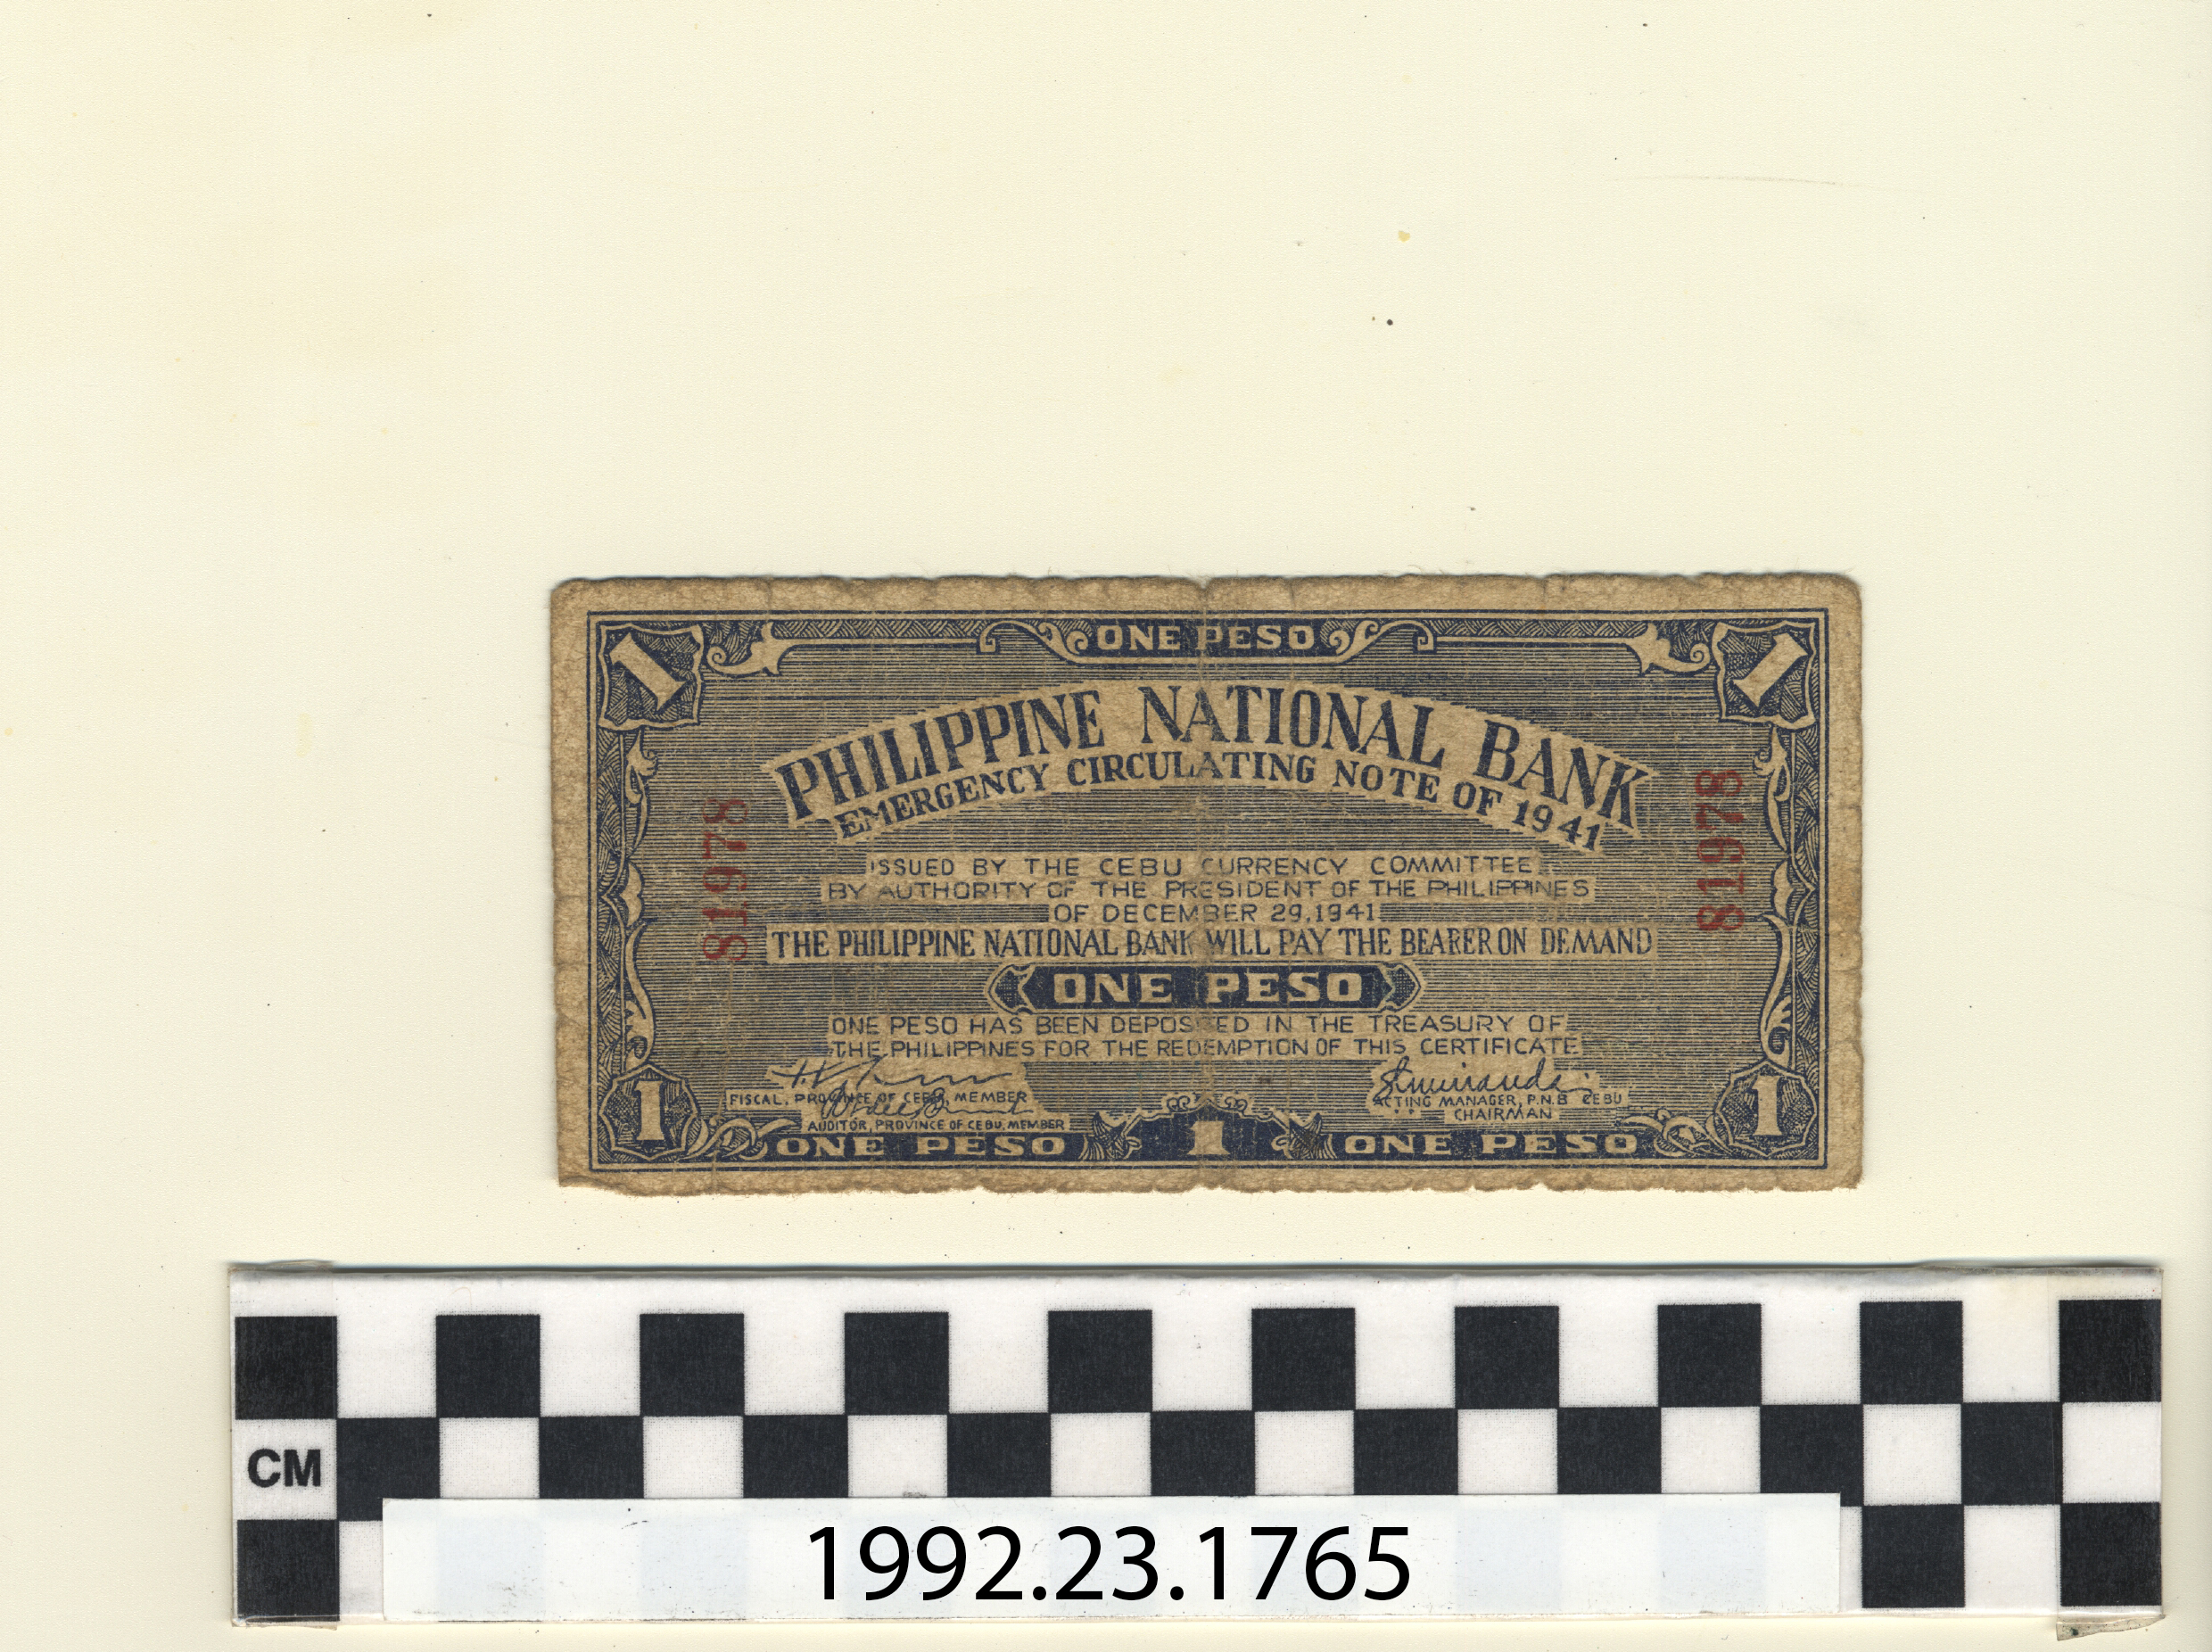 1
ONE PESO
1
PHILIPPINE NATIONAL BANK
EMERGENCY CIRCULATING NOTE OF 1941
81978
81978
ISSUED BY THE CEBU CURRENCY COMMITTEE
BY AUTHORITY OF THE PRESIDENT OF THE PHILIPPINES
OF DECEMBER 29,1941
THE PHILIPPINE NATIONAL BANK WILL PAY THE BEARER ON DEMAND
ONE PESO
ONE PESO HAS BEEN DEPOSITED IN THE TREASURY OF
THE PHILIPPINES FOR THE REDEMPTION OF THIS CERTIFICATE
FISCAL, PROVINCE OF CEBU, MEMBER
AUDITOR, PROVINCE OF CEBU, MEMBER
ACTING MANAGER, P.N.B CEBU
CHAIRMAN
1
ONE PESO
1
ONE PESO
1
CM
1992.23.1765